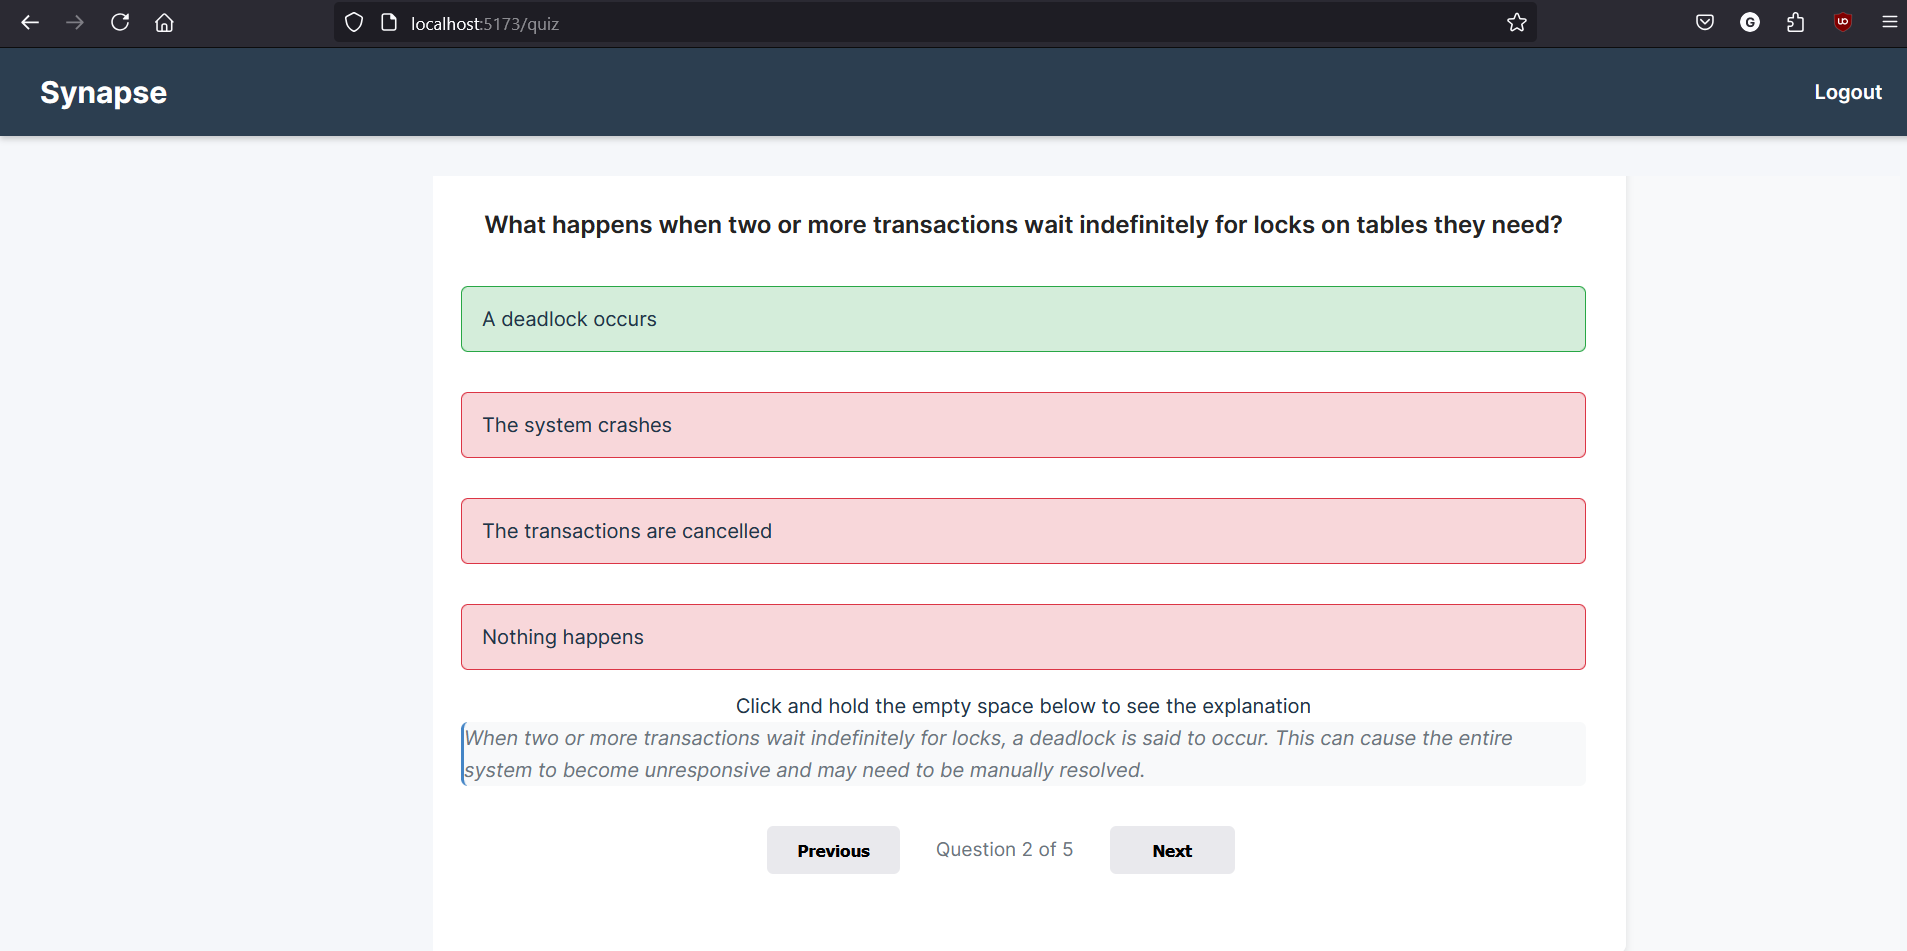 localhost:5173/quiz
Synapse
Logout
What happens when two or more transactions wait indefinitely for locks on tables they need?
A deadlock occurs
The system crashes
The transactions are cancelled
Nothing happens
Click and hold the empty space below to see the explanation
When two or more transactions wait indefinitely for locks, a deadlock is said to occur. This can cause the entire
system to become unresponsive and may need to be manually resolved.
Previous
Question 2 of 5
Next